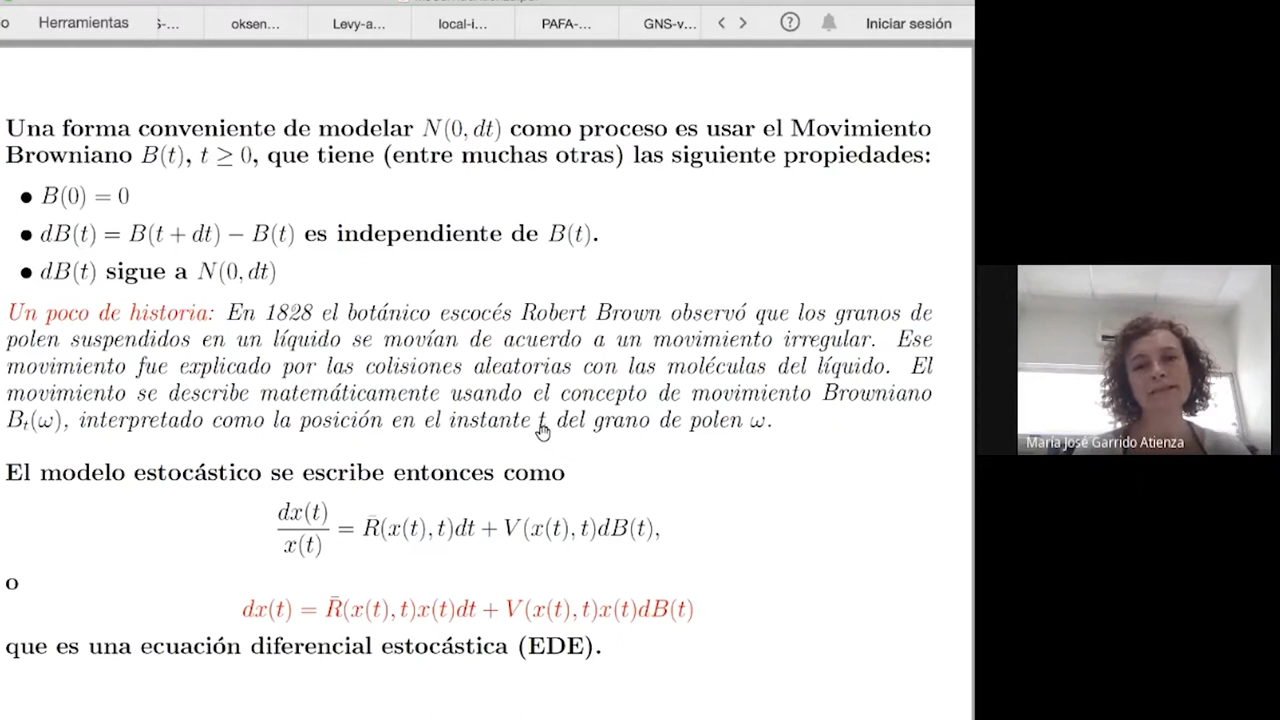 o Herramientas s-... oksen... Levy-a... local-i... PAFA-... GNS-v... < > ? Iniciar sesión
Una forma conveniente de modelar N(0, dt) como proceso es usar el Movimiento
Browniano B(t), t ≥ 0, que tiene (entre muchas otras) las siguiente propiedades:
● B(0) = 0
● dB(t) = B(t + dt) − B(t) es independiente de B(t).
● dB(t) sigue a N(0, dt)
Un poco de historia: En 1828 el botánico escocés Robert Brown observó que los granos de
polen suspendidos en un líquido se movían de acuerdo a un movimiento irregular. Ese
movimiento fue explicado por las colisiones aleatorias con las moléculas del líquido. El
movimiento se describe matemáticamente usando el concepto de movimiento Browniano
Bₜ(ω), interpretado como la posición en el instante t del grano de polen ω.
El modelo estocástico se escribe entonces como
dx(t)/x(t) = R̄(x(t), t)dt + V(x(t), t)dB(t),
o
dx(t) = R̄(x(t), t)x(t)dt + V(x(t), t)x(t)dB(t)
que es una ecuación diferencial estocástica (EDE).
María José Garrido Atienza